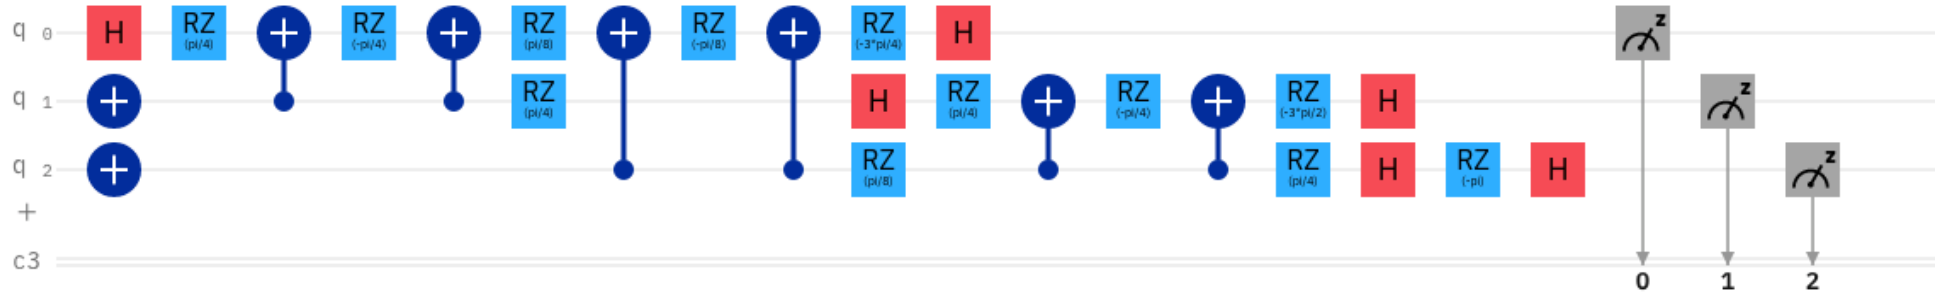 q 0 H RZ (pi/4) + RZ (-pi/4) + RZ (pi/8) + RZ (-pi/8) + RZ (-3*pi/4) H z
q 1 + RZ (pi/4) H RZ (pi/4) + RZ (-pi/4) + RZ (-3*pi/2) H z
q 2 + RZ (pi/8) RZ (pi/4) H RZ (-pi) H z
+
c3
0 1 2